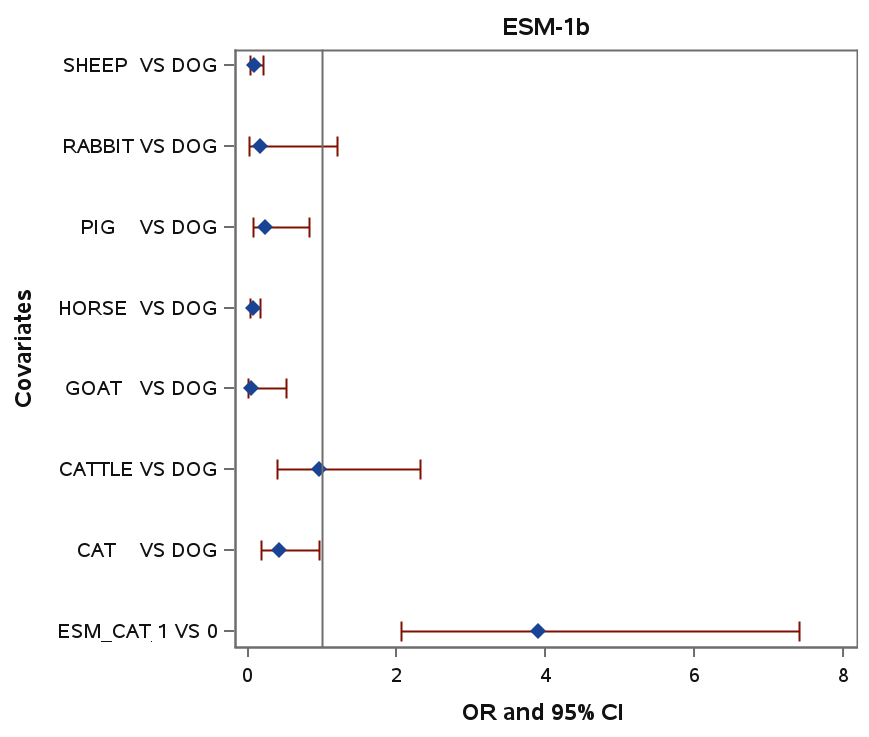 ESM-1b
SHEEP VS DOG
RABBIT VS DOG
PIG VS DOG
HORSE VS DOG
GOAT VS DOG
CATTLE VS DOG
CAT VS DOG
ESM_CAT 1 VS 0
Covariates
0 2 4 6 8
OR and 95% CI